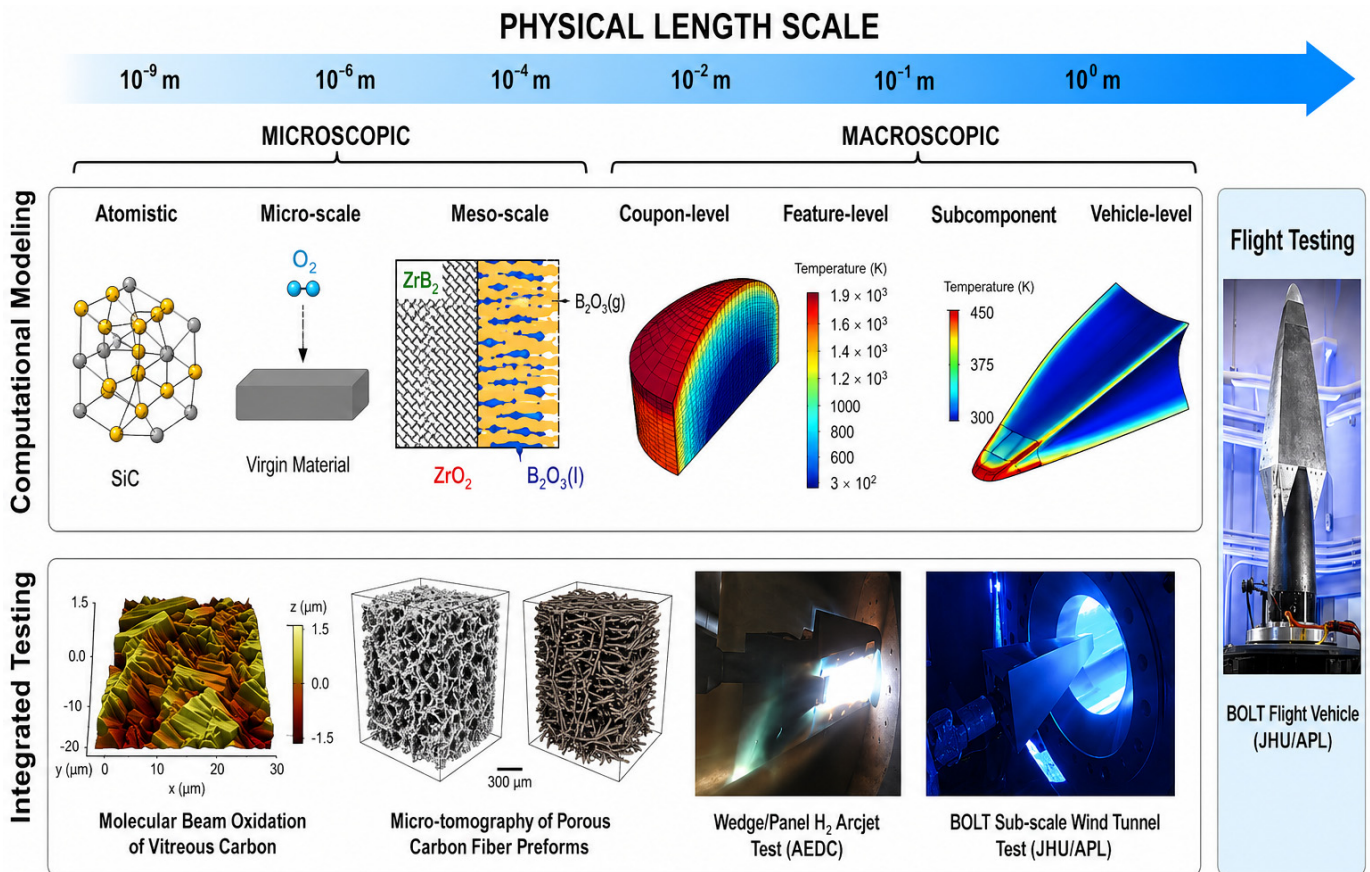 PHYSICAL LENGTH SCALE
10⁻⁹ m 10⁻⁶ m 10⁻⁴ m 10⁻² m 10⁻¹ m 10⁰ m
MICROSCOPIC MACROSCOPIC
Computational Modeling
Atomistic Micro-scale Meso-scale Coupon-level Feature-level Subcomponent Vehicle-level
SiC
O₂
Virgin Material
ZrB₂
B₂O₃(g)
ZrO₂ B₂O₃(l)
Temperature (K)
1.9 × 10³
1.6 × 10³
1.4 × 10³
1.2 × 10³
1000
800
600
3 × 10²
Temperature (K)
450
375
300
Flight Testing
BOLT Flight Vehicle
(JHU/APL)
Integrated Testing
1.5
0.0
-10
-20
y (µm)
0 10 20 30
x (µm)
z (µm)
1.5
0.0
-1.5
Molecular Beam Oxidation
of Vitreous Carbon
300 µm
Micro-tomography of Porous
Carbon Fiber Preforms
Wedge/Panel H₂ Arcjet
Test (AEDC)
BOLT Sub-scale Wind Tunnel
Test (JHU/APL)